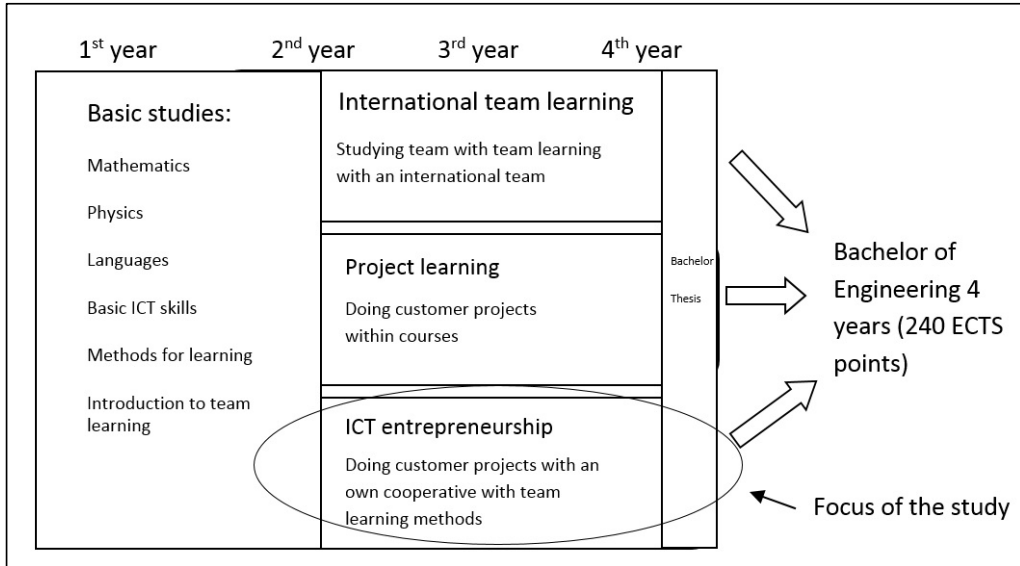 1st year 2nd year 3rd year 4th year
Basic studies:
Mathematics
Physics
Languages
Basic ICT skills
Methods for learning
Introduction to team
learning
International team learning
Studying team with team learning
with an international team
Project learning
Doing customer projects
within courses
ICT entrepreneurship
Doing customer projects with an
own cooperative with team
learning methods
Bachelor
Thesis
Bachelor of
Engineering 4
years (240 ECTS
points)
Focus of the study